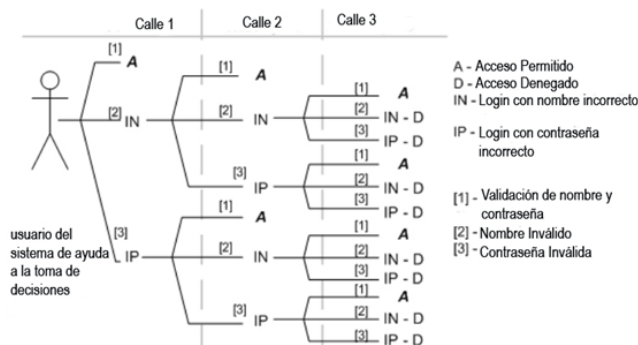 Calle 1 Calle 2 Calle 3
[1] A
[2] IN
[3] IP
[1] A
[2] IN
[3] IP
[1] A
[2] IN
[3] IP
[1] A
[2] IN - D
[3] IP - D
[1] A
[2] IN - D
[3] IP - D
[1] A
[2] IN - D
[3] IP - D
[1] A
[2] IN - D
[3] IP - D
usuario del
sistema de ayuda
a la toma de
decisiones
A - Acceso Permitido
D - Acceso Denegado
IN - Login con nombre incorrecto
IP - Login con contraseña
incorrecto
[1] - Validación de nombre y
contraseña
[2] - Nombre Inválido
[3] - Contraseña Inválida